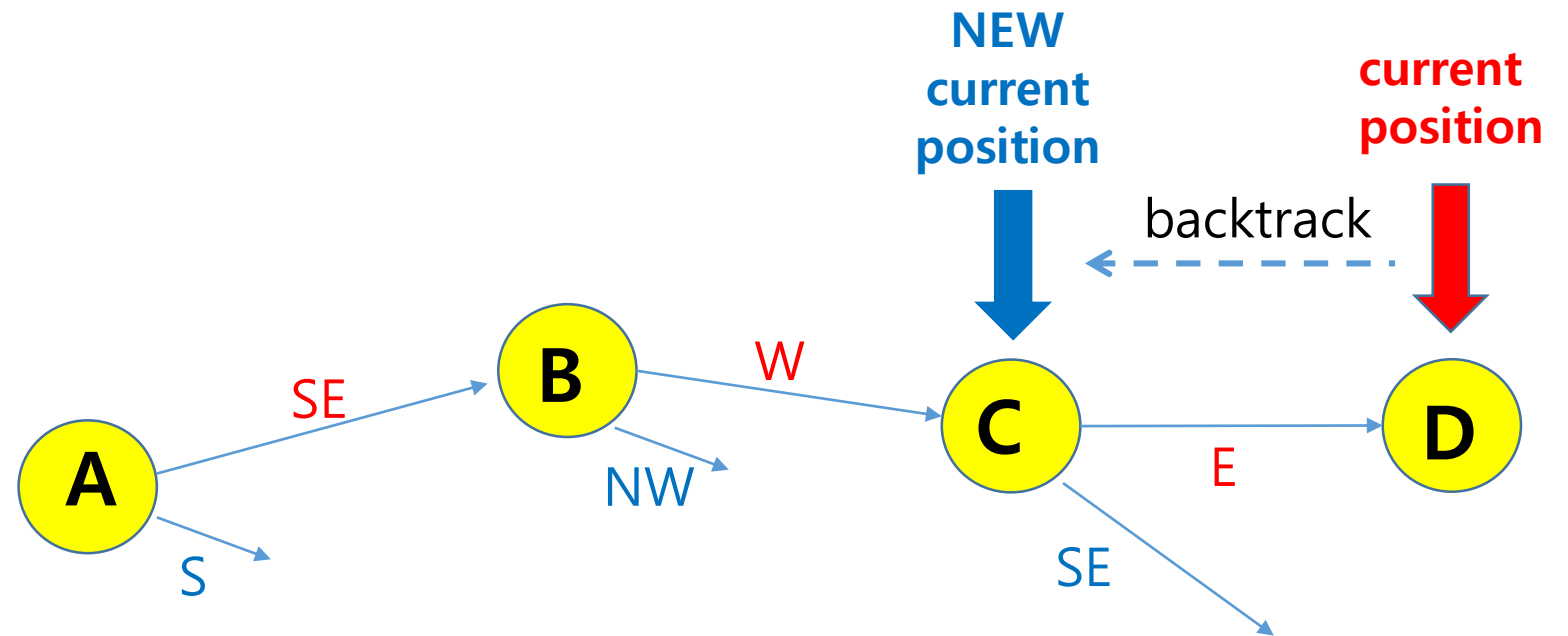 NEW
current
position
current
position
backtrack
B
W
SE
C
D
A
E
NW
SE
S